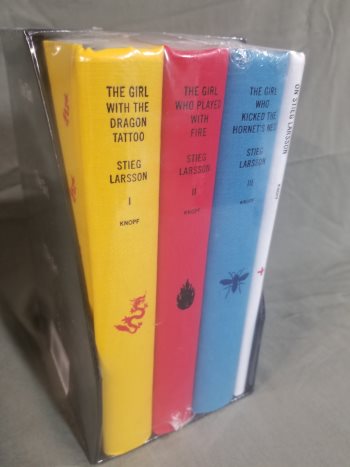 THE GIRL
WITH THE
DRAGON
TATTOO
STIEG
LARSSON
I
KNOPF
THE GIRL
WHO PLAYED
WITH
FIRE
STIEG
LARSSON
II
KNOPF
THE GIRL
WHO
KICKED THE
HORNET'S NEST
STIEG
LARSSON
III
KNOPF
ON STIEG LARSSON